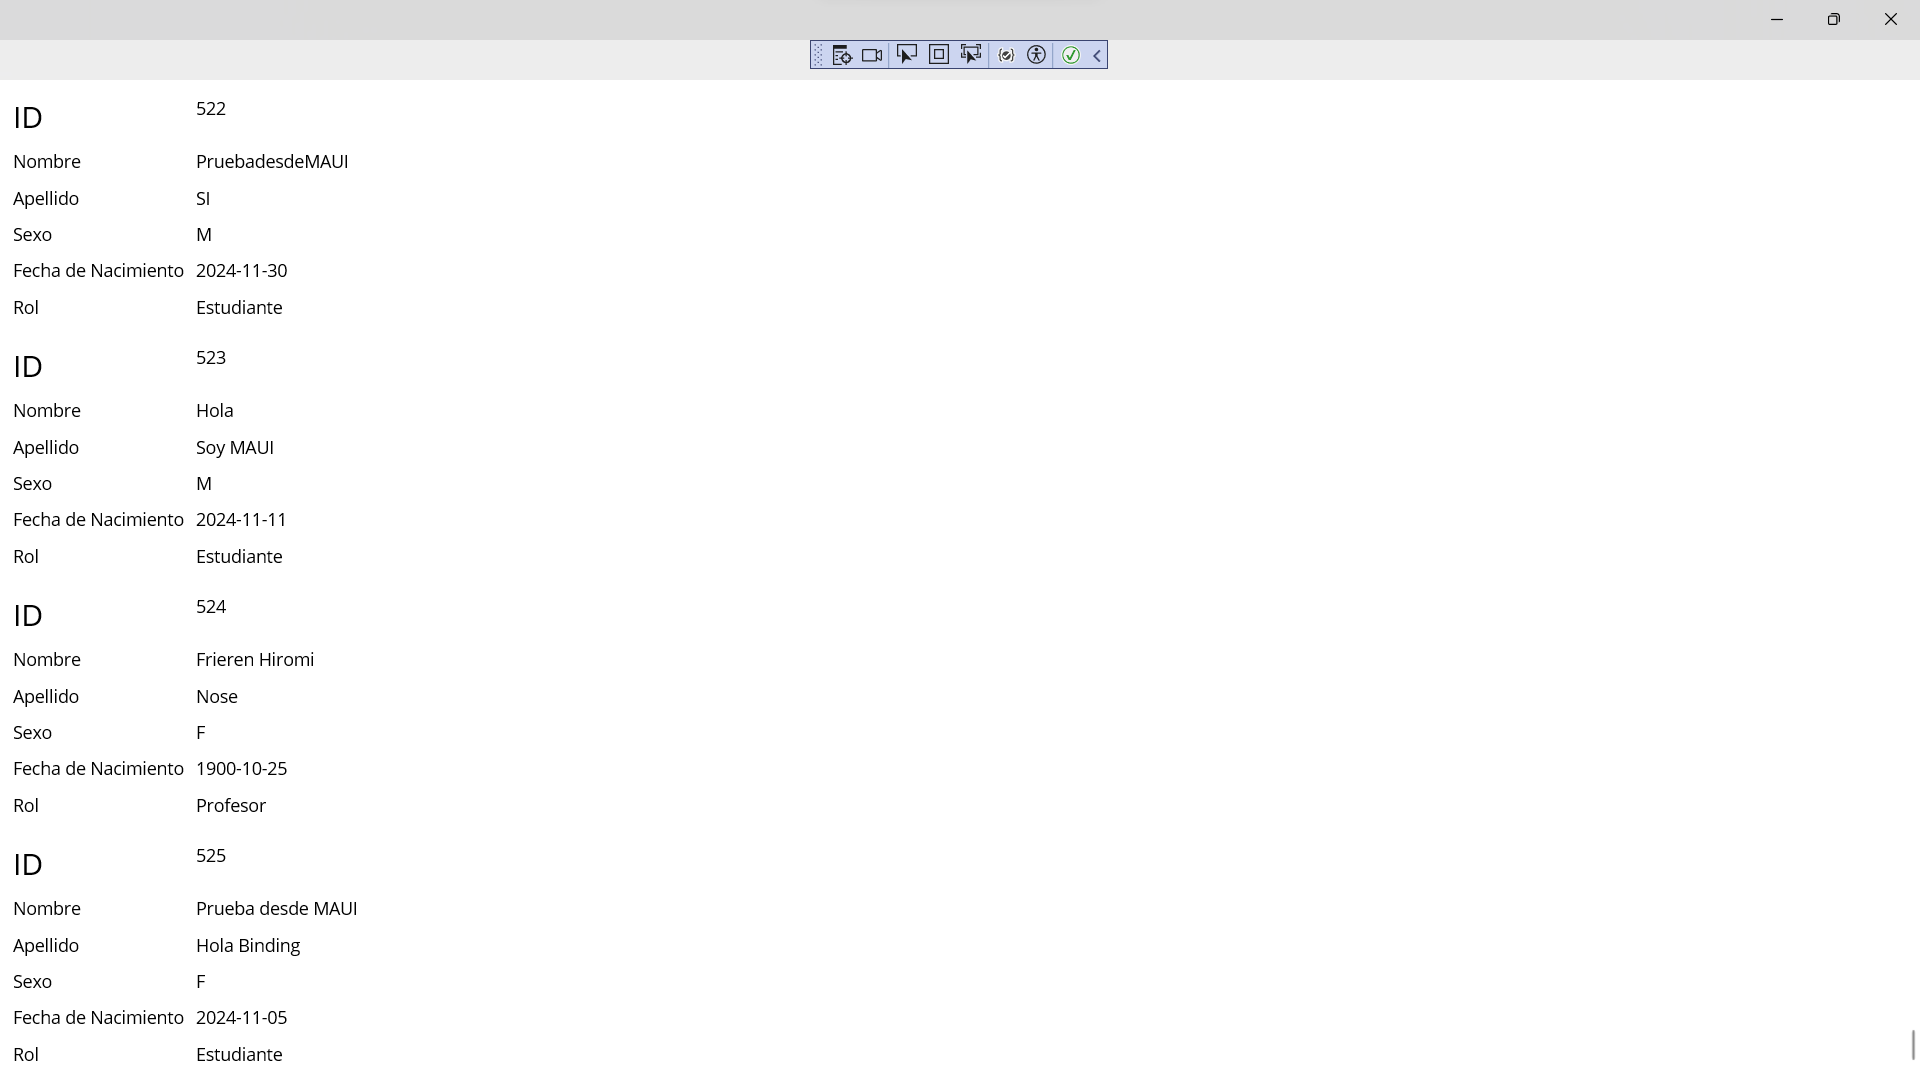 ID 522
Nombre PruebadesdeMAUI
Apellido SI
Sexo M
Fecha de Nacimiento 2024-11-30
Rol Estudiante
ID 523
Nombre Hola
Apellido Soy MAUI
Sexo M
Fecha de Nacimiento 2024-11-11
Rol Estudiante
ID 524
Nombre Frieren Hiromi
Apellido Nose
Sexo F
Fecha de Nacimiento 1900-10-25
Rol Profesor
ID 525
Nombre Prueba desde MAUI
Apellido Hola Binding
Sexo F
Fecha de Nacimiento 2024-11-05
Rol Estudiante